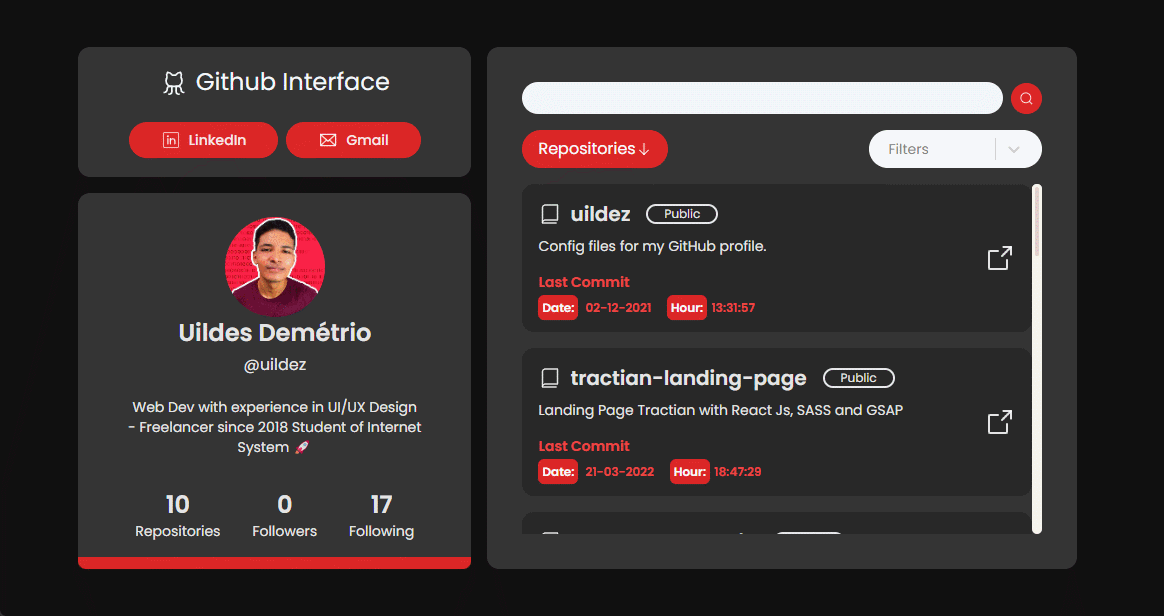 Github Interface
LinkedIn
Gmail
Uildes Demétrio
@uildez
Web Dev with experience in UI/UX Design
- Freelancer since 2018 Student of Internet
System 🚀
10 0 17
Repositories Followers Following
Repositories↓
Filters
uildez Public
Config files for my GitHub profile.
Last Commit
Date: 02-12-2021 Hour: 13:31:57
tractian-landing-page Public
Landing Page Tractian with React Js, SASS and GSAP
Last Commit
Date: 21-03-2022 Hour: 18:47:29